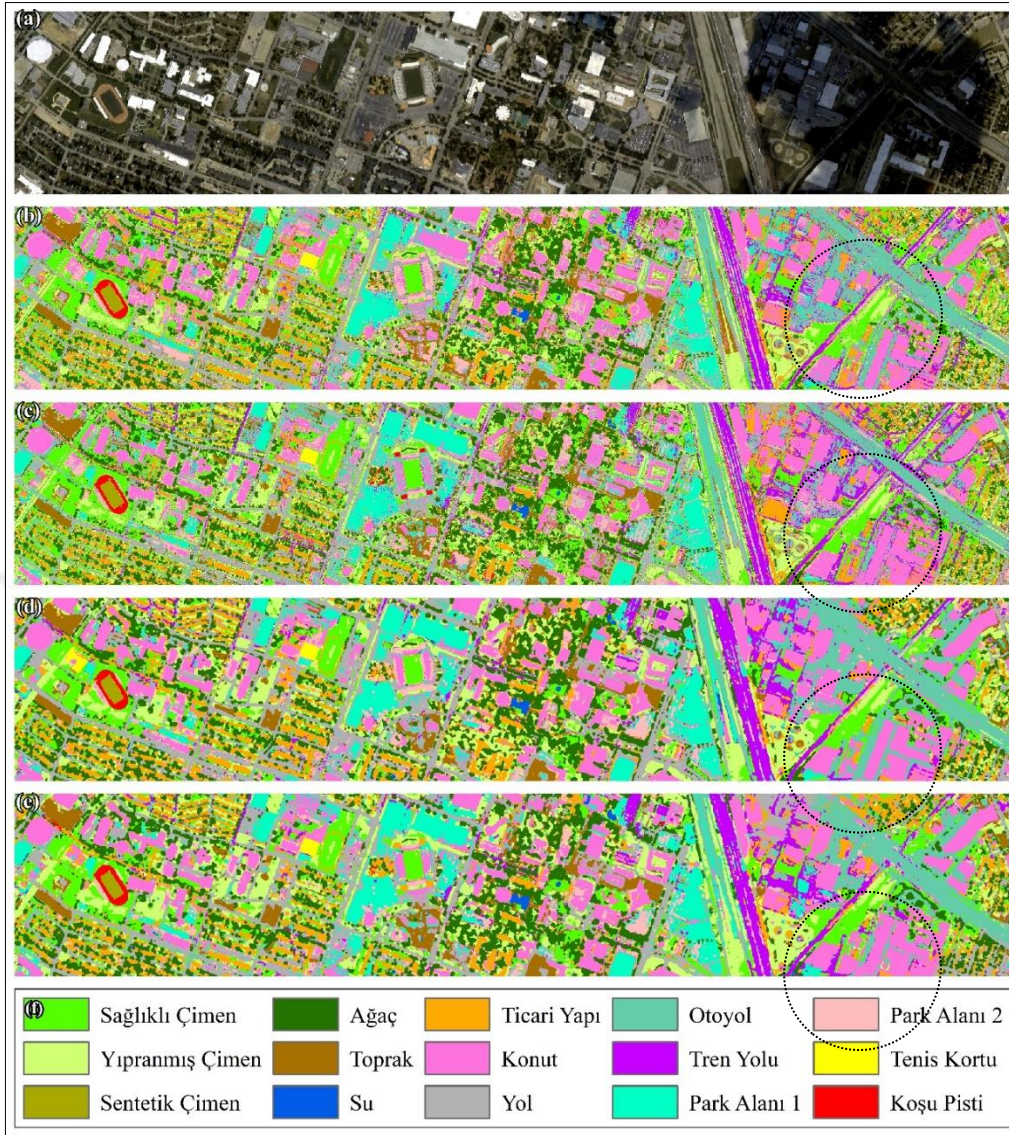 (a)
(b)
(c)
(d)
(e)
(f)
Sağlıklı Çimen Ağaç Ticari Yapı Otoyol Park Alanı 2
Yıpranmış Çimen Toprak Konut Tren Yolu Tenis Kortu
Sentetik Çimen Su Yol Park Alanı 1 Koşu Pisti